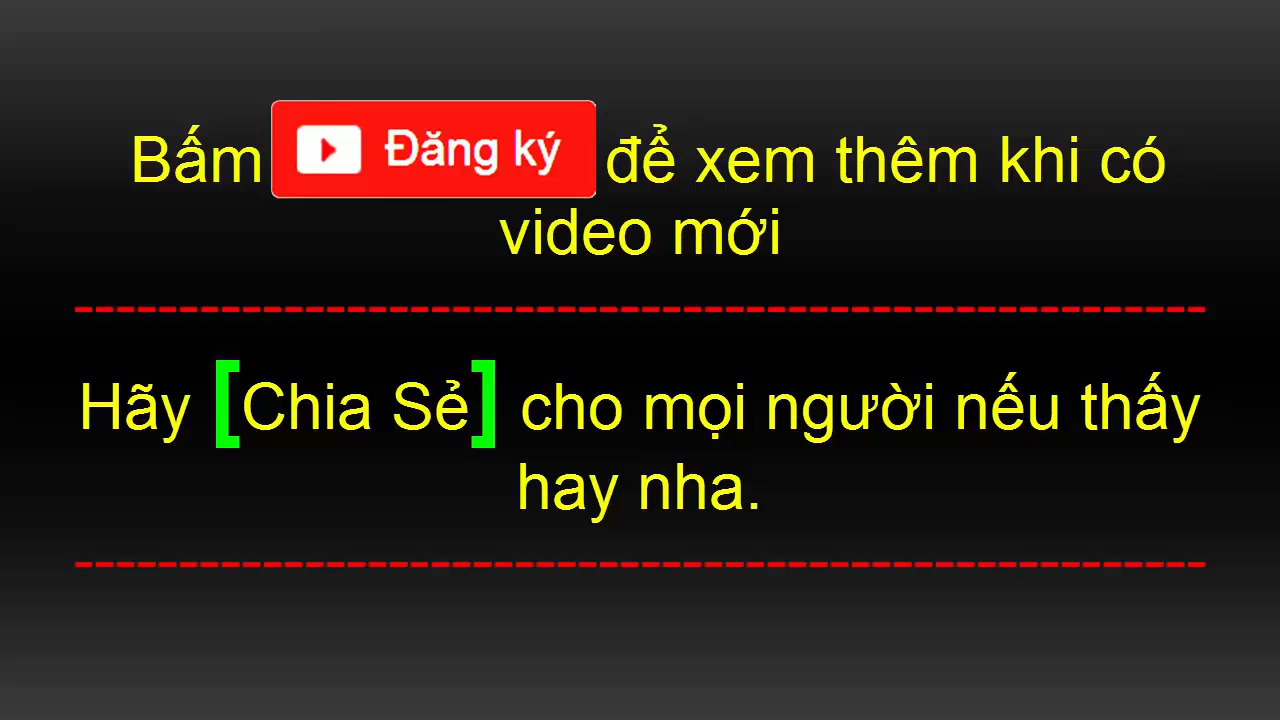 Bấm Đăng ký để xem thêm khi có
video mới
------------------------------------------------------
Hãy [Chia Sẻ] cho mọi người nếu thấy
hay nha.
------------------------------------------------------